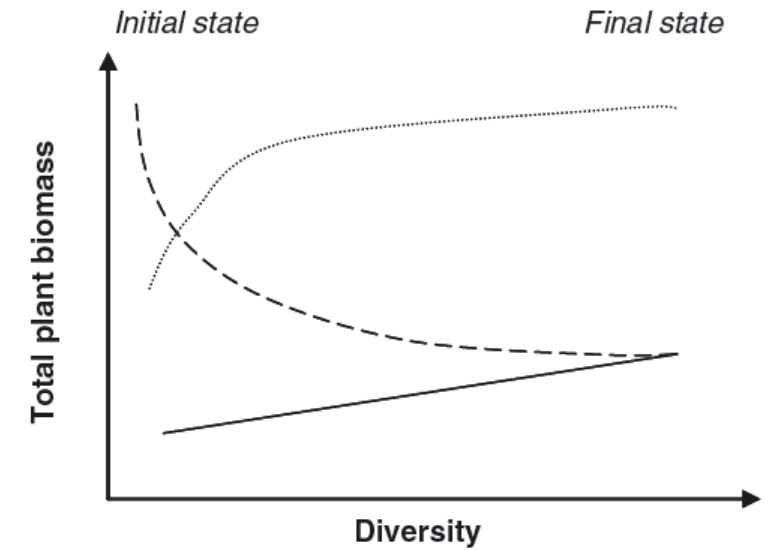 Initial state
Final state
Total plant biomass
Diversity